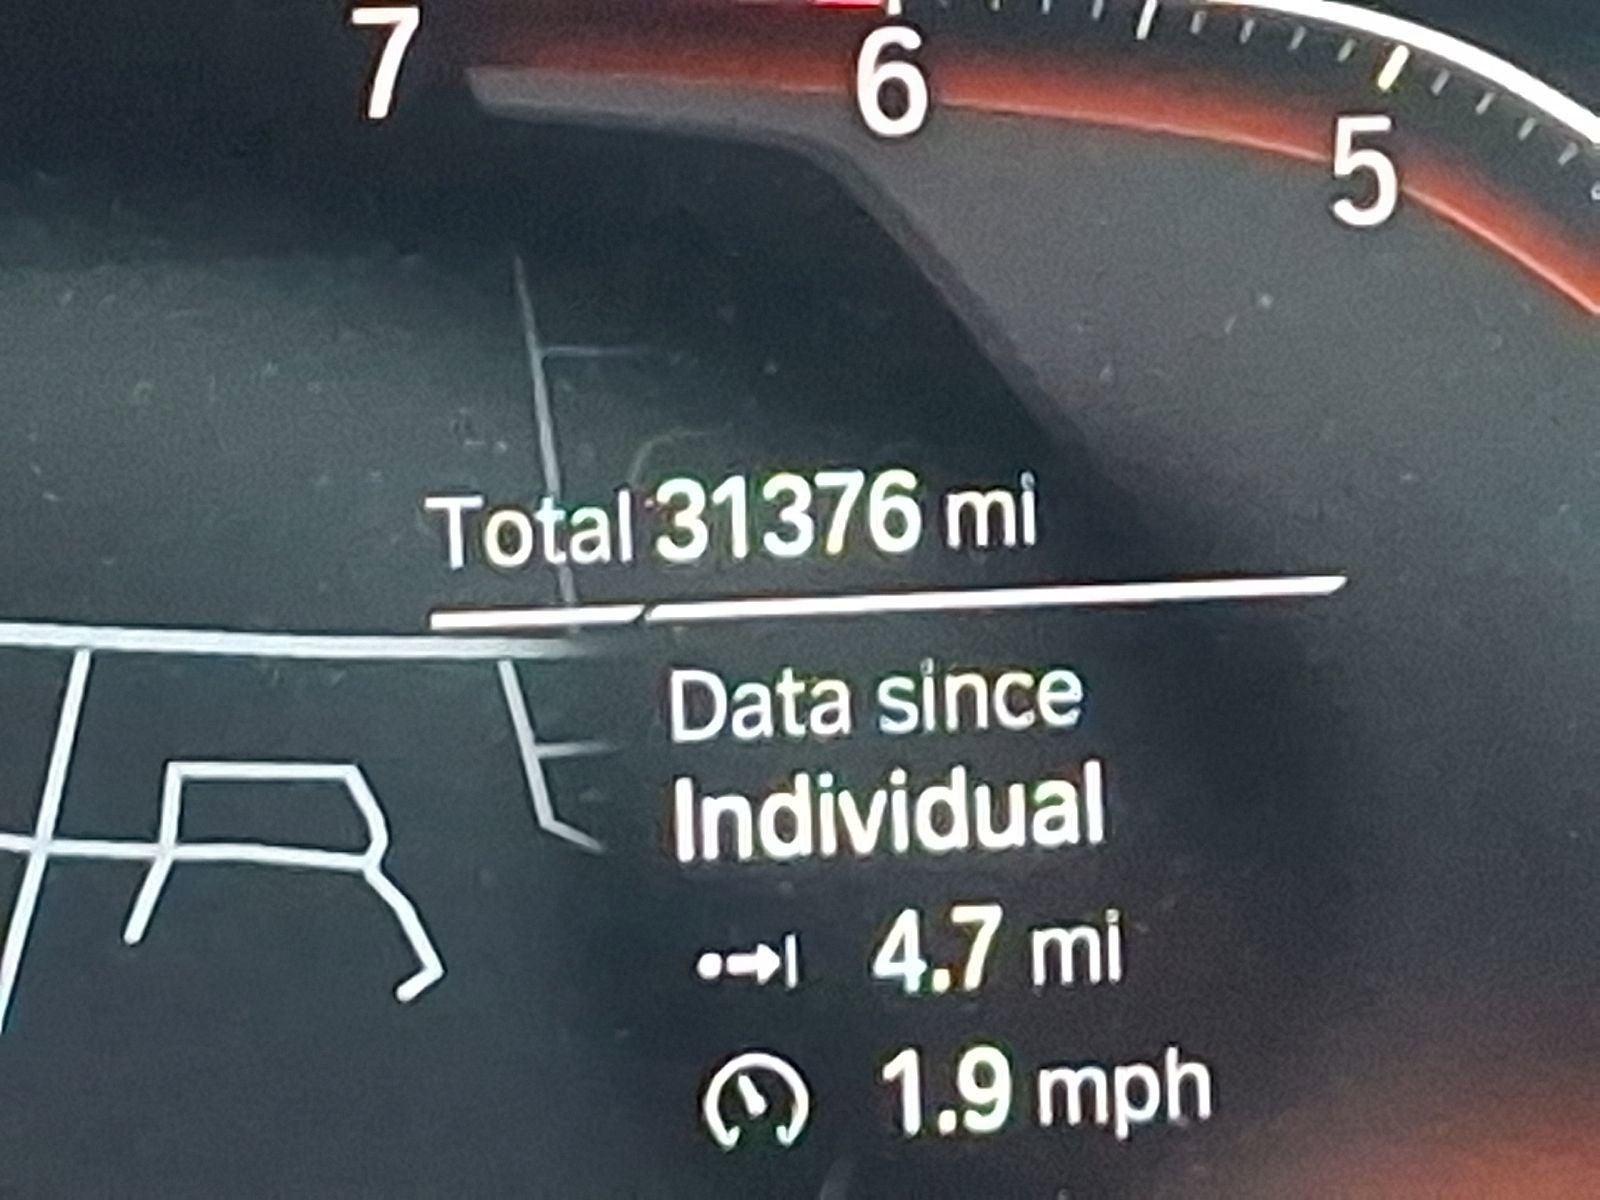 7
6
5
Total 31376 mi
Data since
Individual
4.7 mi
1.9 mph